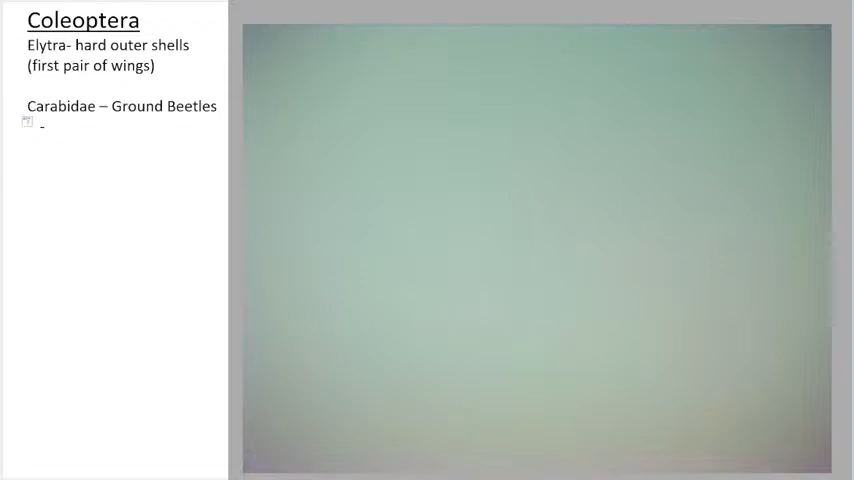 Coleoptera
Elytra- hard outer shells
(first pair of wings)
Carabidae – Ground Beetles
-